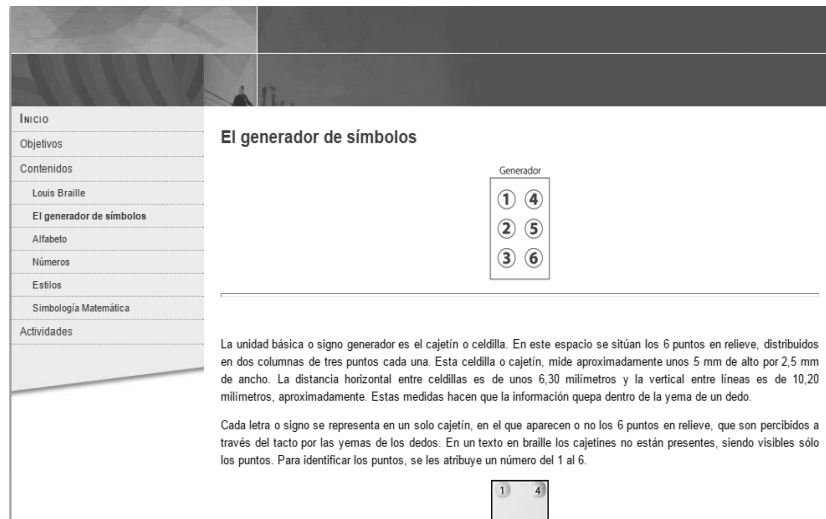 INICIO
Objetivos
Contenidos
Louis Braille
El generador de símbolos
Alfabeto
Números
Estilos
Simbología Matemática
Actividades
El generador de símbolos
Generador
1 4
2 5
3 6
La unidad básica o signo generador es el cajetín o celdilla. En este espacio se sitúan los 6 puntos en relieve, distribuidos
en dos columnas de tres puntos cada una. Esta celdilla o cajetín, mide aproximadamente unos 5 mm de alto por 2,5 mm
de ancho. La distancia horizontal entre celdillas es de unos 6,30 milímetros y la vertical entre líneas es de 10,20
milímetros, aproximadamente. Estas medidas hacen que la información quepa dentro de la yema de un dedo.
Cada letra o signo se representa en un solo cajetín, en el que aparecen o no los 6 puntos en relieve, que son percibidos a
través del tacto por las yemas de los dedos. En un texto en braille los cajetines no están presentes, siendo visibles sólo
los puntos. Para identificar los puntos, se les atribuye un número del 1 al 6.
1 4